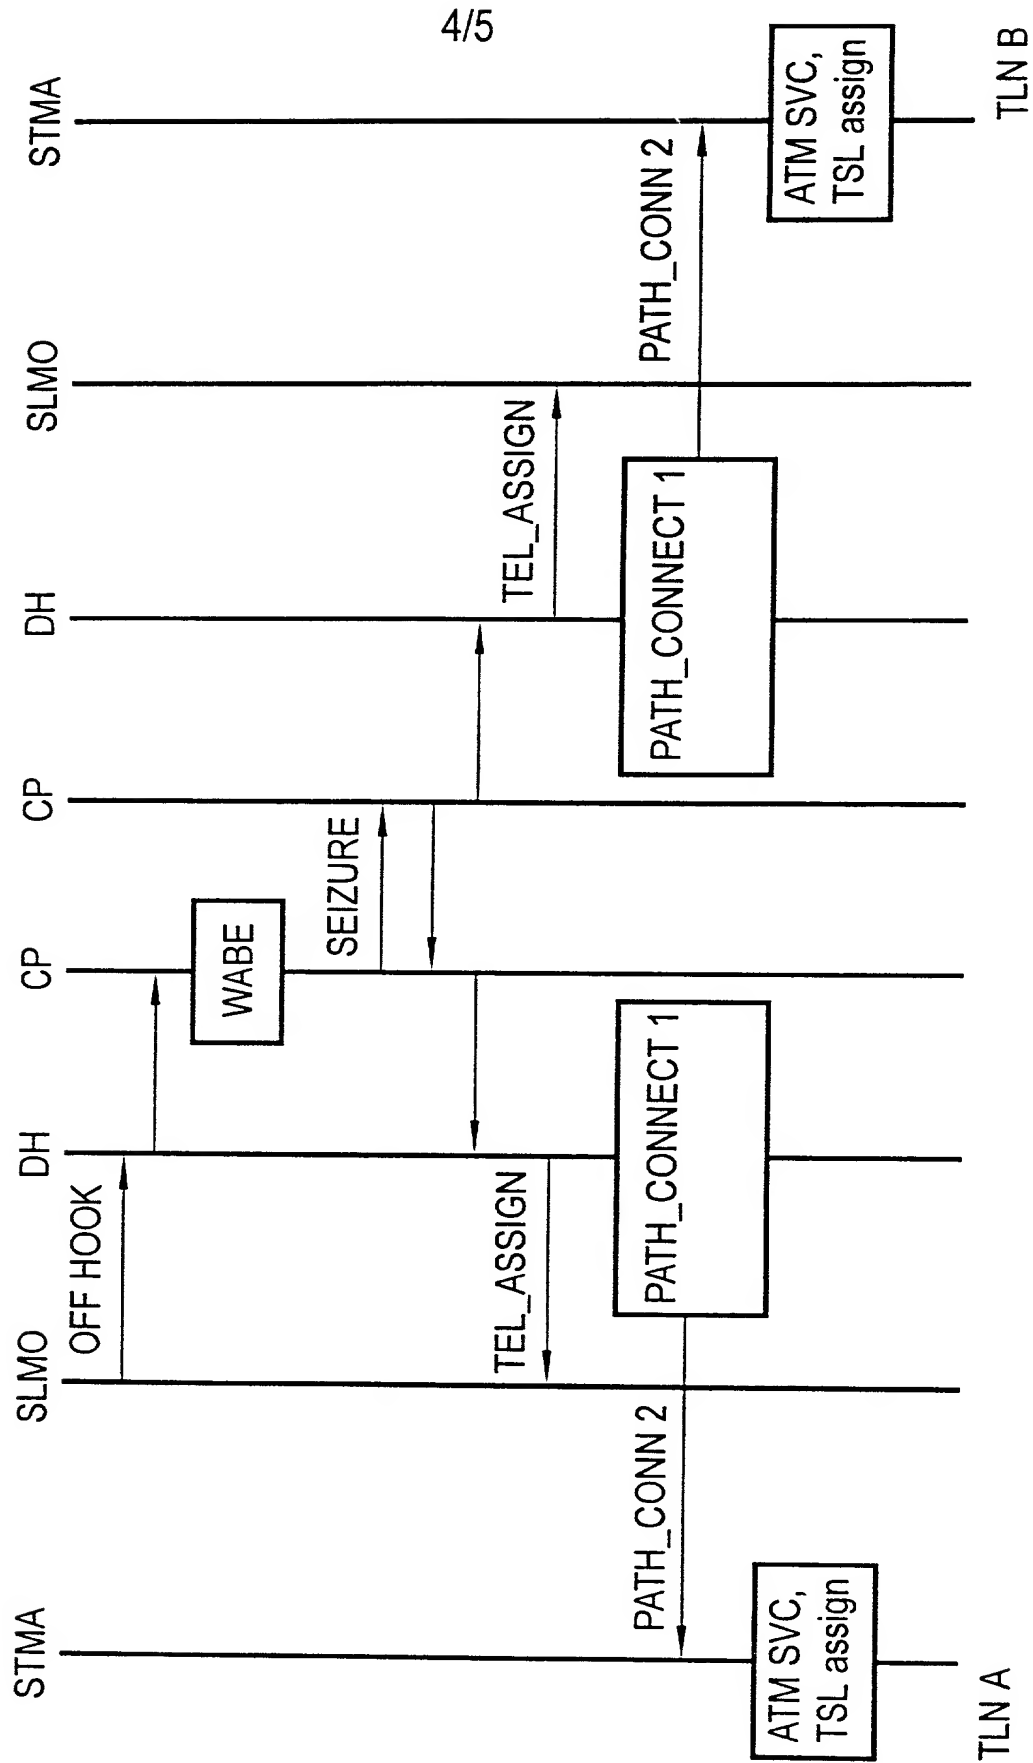 4/5
STMA
SLMO
DH
CP
CP
DH
SLMO
STMA
OFF HOOK
WABE
SEIZURE
TEL_ASSIGN
TEL_ASSIGN
PATH_CONNECT 1
PATH_CONNECT 1
PATH_CONN 2
PATH_CONN 2
ATM SVC,
TSL assign
ATM SVC,
TSL assign
TLN A
TLN B